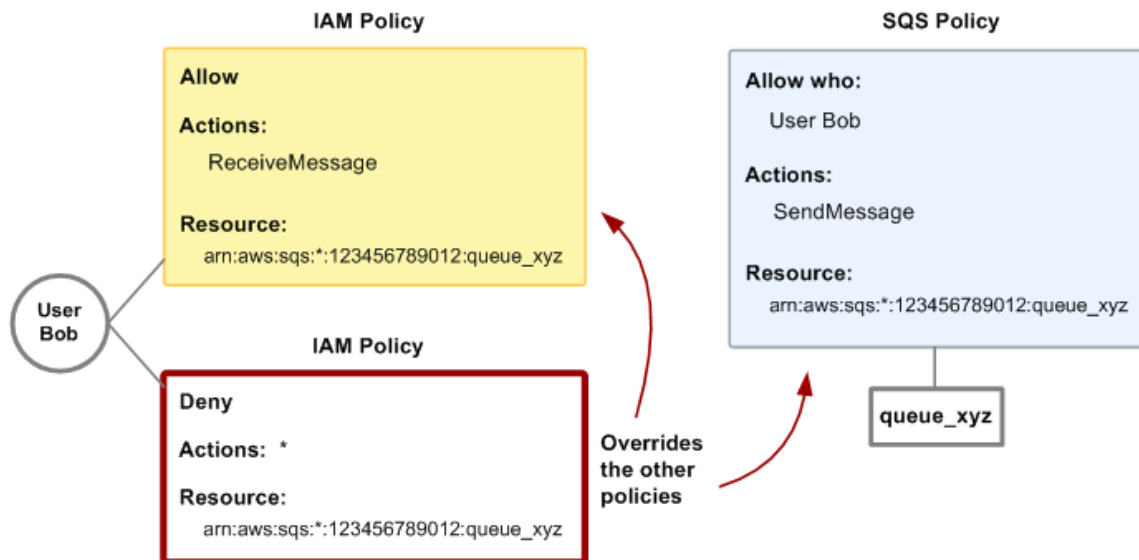 IAM Policy
Allow
Actions:
ReceiveMessage
Resource:
arn:aws:sqs:*:123456789012:queue_xyz
User
Bob
IAM Policy
Deny
Actions: *
Resource:
arn:aws:sqs:*:123456789012:queue_xyz
Overrides
the other
policies
SQS Policy
Allow who:
User Bob
Actions:
SendMessage
Resource:
arn:aws:sqs:*:123456789012:queue_xyz
queue_xyz